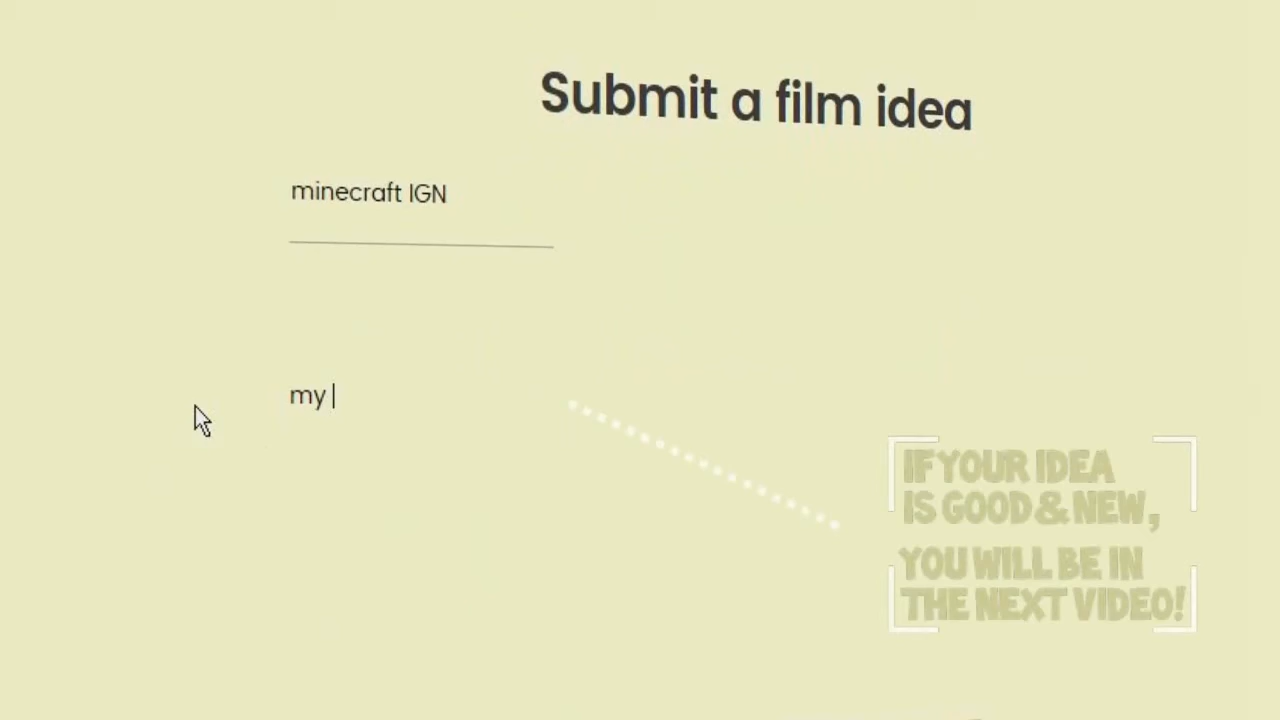 Submit a film idea
minecraft IGN
my
IF YOUR IDEA
IS GOOD & NEW,
YOU WILL BE IN
THE NEXT VIDEO!